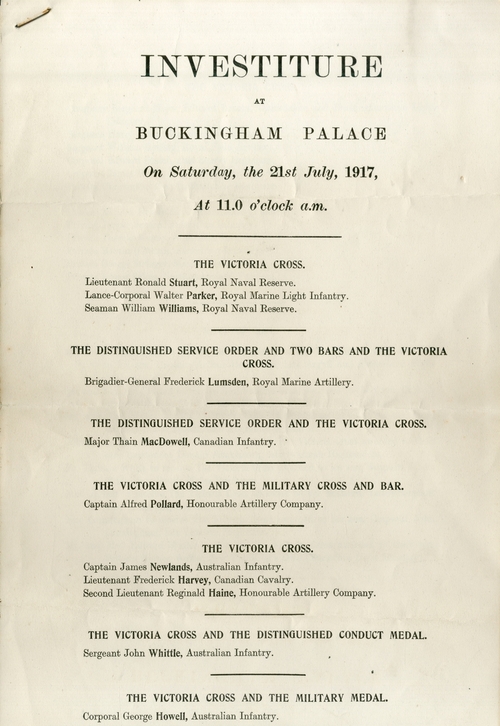 INVESTITURE
AT
BUCKINGHAM PALACE
On Saturday, the 21st July, 1917,
At 11.0 o'clock a.m.
THE VICTORIA CROSS.
Lieutenant Ronald Stuart, Royal Naval Reserve.
Lance-Corporal Walter Parker, Royal Marine Light Infantry.
Seaman William Williams, Royal Naval Reserve.
THE DISTINGUISHED SERVICE ORDER AND TWO BARS AND THE VICTORIA
CROSS.
Brigadier-General Frederick Lumsden, Royal Marine Artillery.
THE DISTINGUISHED SERVICE ORDER AND THE VICTORIA CROSS.
Major Thain MacDowell, Canadian Infantry.
THE VICTORIA CROSS AND THE MILITARY CROSS AND BAR.
Captain Alfred Pollard, Honourable Artillery Company.
THE VICTORIA CROSS.
Captain James Newlands, Australian Infantry.
Lieutenant Frederick Harvey, Canadian Cavalry.
Second Lieutenant Reginald Haine, Honourable Artillery Company.
THE VICTORIA CROSS AND THE DISTINGUISHED CONDUCT MEDAL.
Sergeant John Whittle, Australian Infantry.
THE VICTORIA CROSS AND THE MILITARY MEDAL.
Corporal George Howell, Australian Infantry.